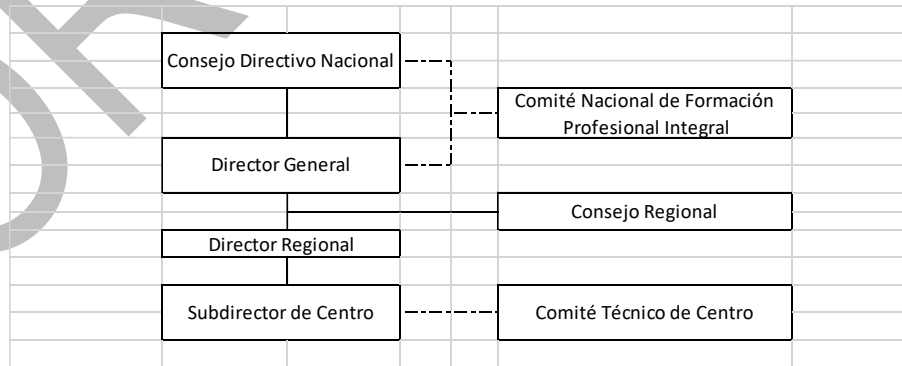 Consejo Directivo Nacional
Comité Nacional de Formación
Profesional Integral
Director General
Consejo Regional
Director Regional
Subdirector de Centro
Comité Técnico de Centro